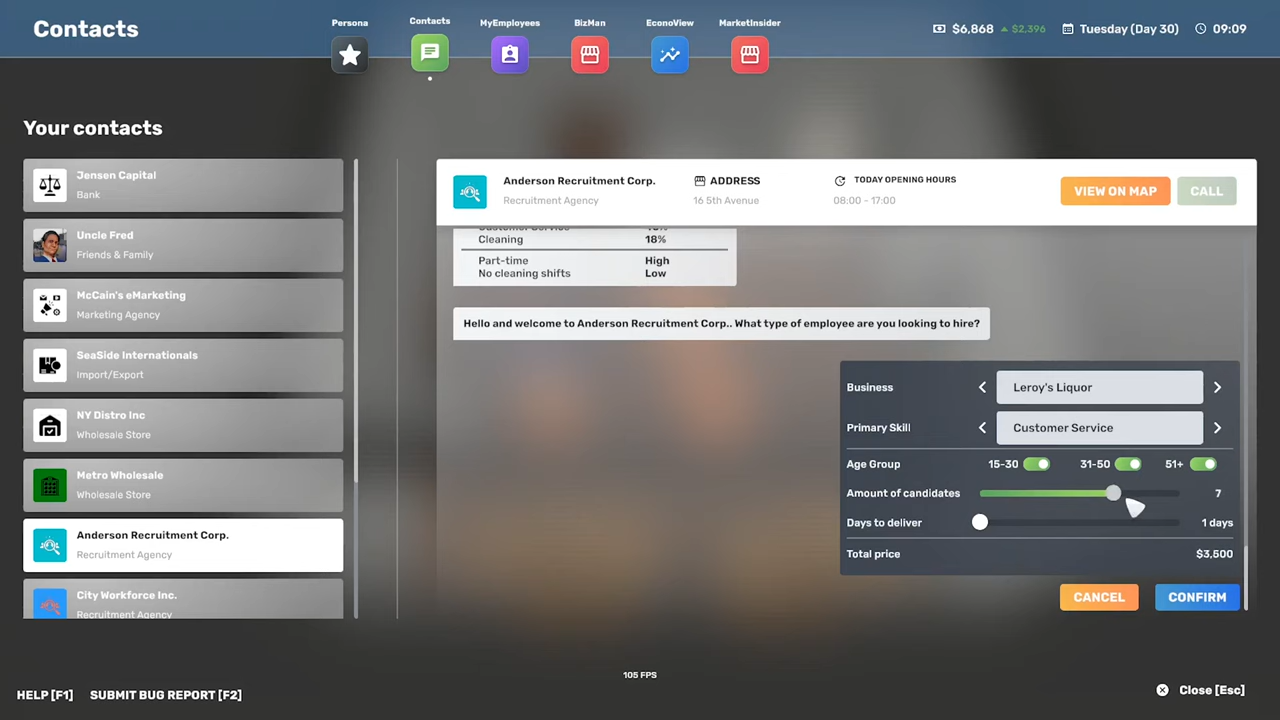 Contacts
Persona
Contacts
MyEmployees
BizMan
EconoView
MarketInsider
$6,868 ▲ $2,396
Tuesday (Day 30)
09:09
Your contacts
Jensen Capital
Bank
Uncle Fred
Friends & Family
McCain's eMarketing
Marketing Agency
SeaSide Internationals
Import/Export
NY Distro Inc
Wholesale Store
Metro Wholesale
Wholesale Store
Anderson Recruitment Corp.
Recruitment Agency
City Workforce Inc.
Recruitment Agency
Anderson Recruitment Corp.
Recruitment Agency
ADDRESS
16 5th Avenue
TODAY OPENING HOURS
08:00 - 17:00
VIEW ON MAP
CALL
Customer Service
Cleaning 18%
Part-time High
No cleaning shifts Low
Hello and welcome to Anderson Recruitment Corp.. What type of employee are you looking to hire?
Business < Leroy's Liquor >
Primary Skill < Customer Service >
Age Group 15-30 31-50 51+
Amount of candidates 7
Days to deliver 1 days
Total price $3,500
CANCEL
CONFIRM
105 FPS
HELP [F1]
SUBMIT BUG REPORT [F2]
Close [Esc]